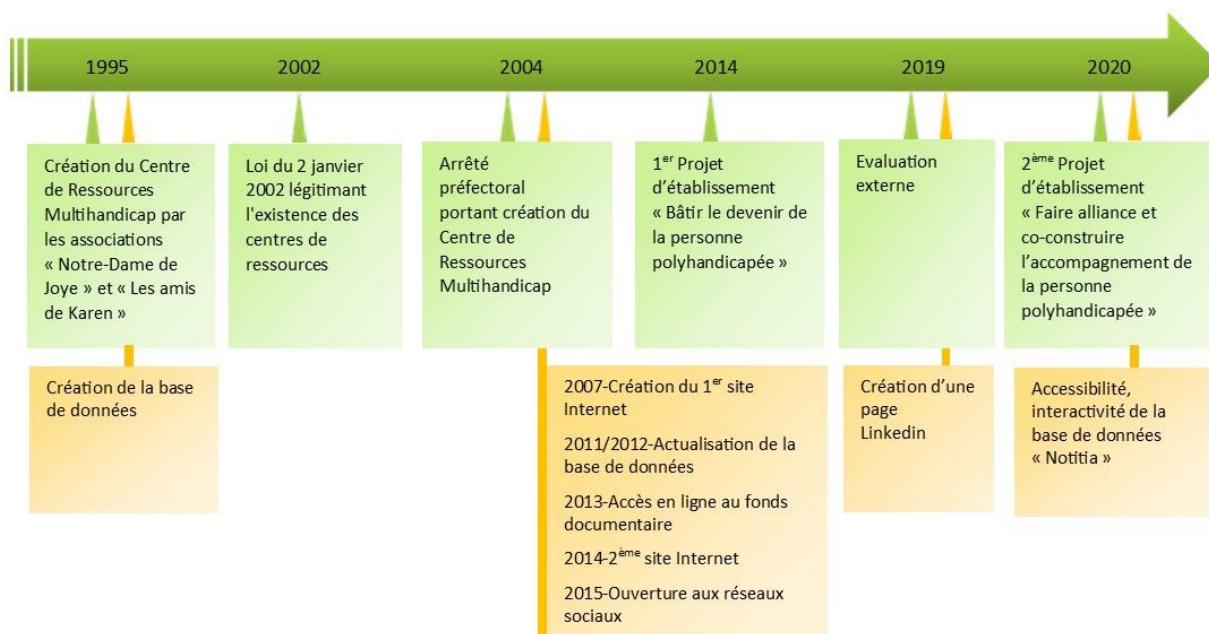 1995
2002
2004
2014
2019
2020
Création du Centre
de Ressources
Multihandicap par
les associations
« Notre-Dame de
Joye » et « Les amis
de Karen »
Loi du 2 janvier
2002 légitimant
l'existence des
centres de
ressources
Arrêté
préfectoral
portant création du
Centre de
Ressources
Multihandicap
1er Projet
d’établissement
« Bâtir le devenir de
la personne
polyhandicapée »
Evaluation
externe
2ème Projet
d’établissement
« Faire alliance et
co-construire
l’accompagnement de
la personne
polyhandicapée »
Création de la base
de données
2007-Création du 1er site
Internet
2011/2012-Actualisation de la
base de données
2013-Accès en ligne au fonds
documentaire
2014-2ème site Internet
2015-Ouverture aux réseaux
sociaux
Création d’une
page
Linkedin
Accessibilité,
interactivité de la
base de données
« Notitia »